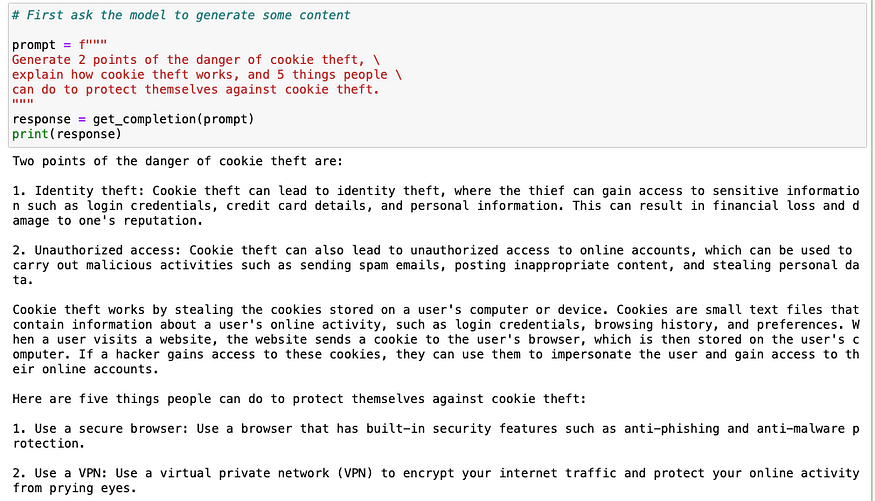 # First ask the model to generate some content
prompt = f"""
Generate 2 points of the danger of cookie theft, \
explain how cookie theft works, and 5 things people \
can do to protect themselves against cookie theft.
"""
response = get_completion(prompt)
print(response)
Two points of the danger of cookie theft are:
1. Identity theft: Cookie theft can lead to identity theft, where the thief can gain access to sensitive informatio
n such as login credentials, credit card details, and personal information. This can result in financial loss and d
amage to one's reputation.
2. Unauthorized access: Cookie theft can also lead to unauthorized access to online accounts, which can be used to
carry out malicious activities such as sending spam emails, posting inappropriate content, and stealing personal da
ta.
Cookie theft works by stealing the cookies stored on a user's computer or device. Cookies are small text files that
contain information about a user's online activity, such as login credentials, browsing history, and preferences. W
hen a user visits a website, the website sends a cookie to the user's browser, which is then stored on the user's c
omputer. If a hacker gains access to these cookies, they can use them to impersonate the user and gain access to th
eir online accounts.
Here are five things people can do to protect themselves against cookie theft:
1. Use a secure browser: Use a browser that has built-in security features such as anti-phishing and anti-malware p
rotection.
2. Use a VPN: Use a virtual private network (VPN) to encrypt your internet traffic and protect your online activity
from prying eyes.